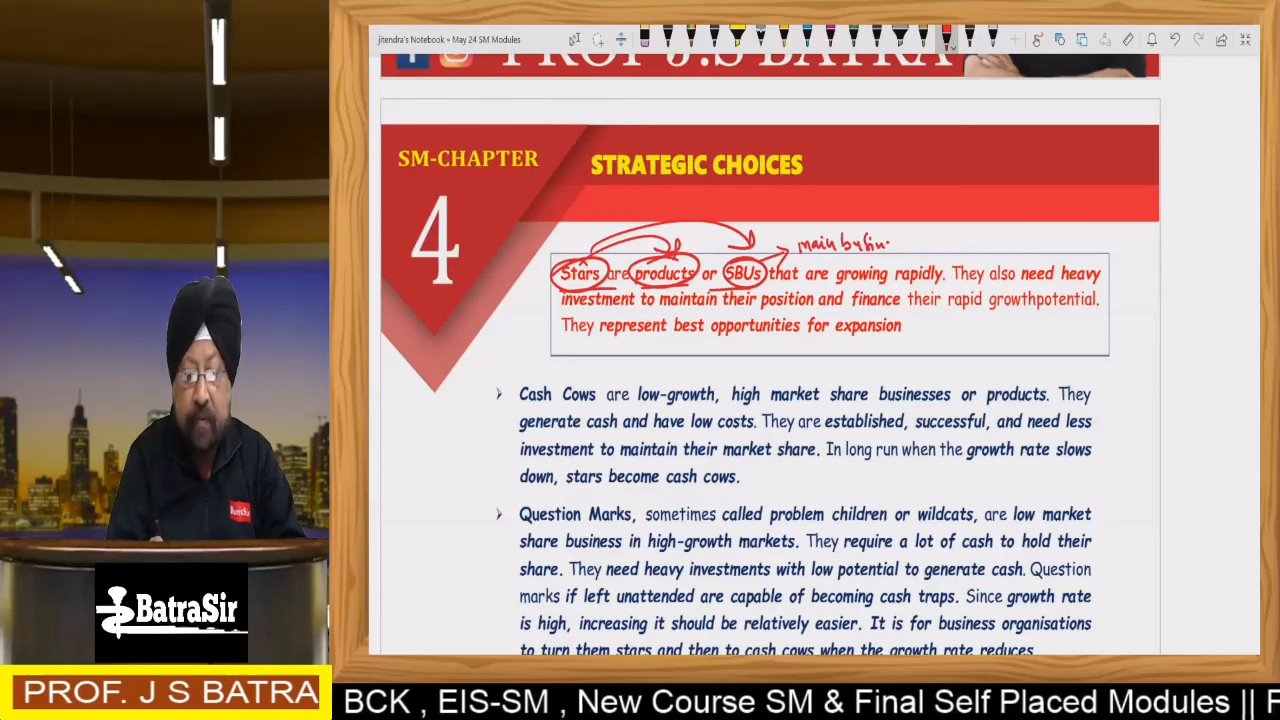 jitendra's Notebook » May 24 SM Modules
PROF J.S BATRA
SM-CHAPTER
4
STRATEGIC CHOICES
main busin.
Stars are products or SBUs that are growing rapidly. They also need heavy
investment to maintain their position and finance their rapid growthpotential.
They represent best opportunities for expansion
Cash Cows are low-growth, high market share businesses or products. They
generate cash and have low costs. They are established, successful, and need less
investment to maintain their market share. In long run when the growth rate slows
down, stars become cash cows.
Question Marks, sometimes called problem children or wildcats, are low market
share business in high-growth markets. They require a lot of cash to hold their
share. They need heavy investments with low potential to generate cash. Question
marks if left unattended are capable of becoming cash traps. Since growth rate
is high, increasing it should be relatively easier. It is for business organisations
to turn them stars and then to cash cows when the growth rate reduces
BatraSir
PROF. J S BATRA
BCK , EIS-SM , New Course SM & Final Self Placed Modules || F